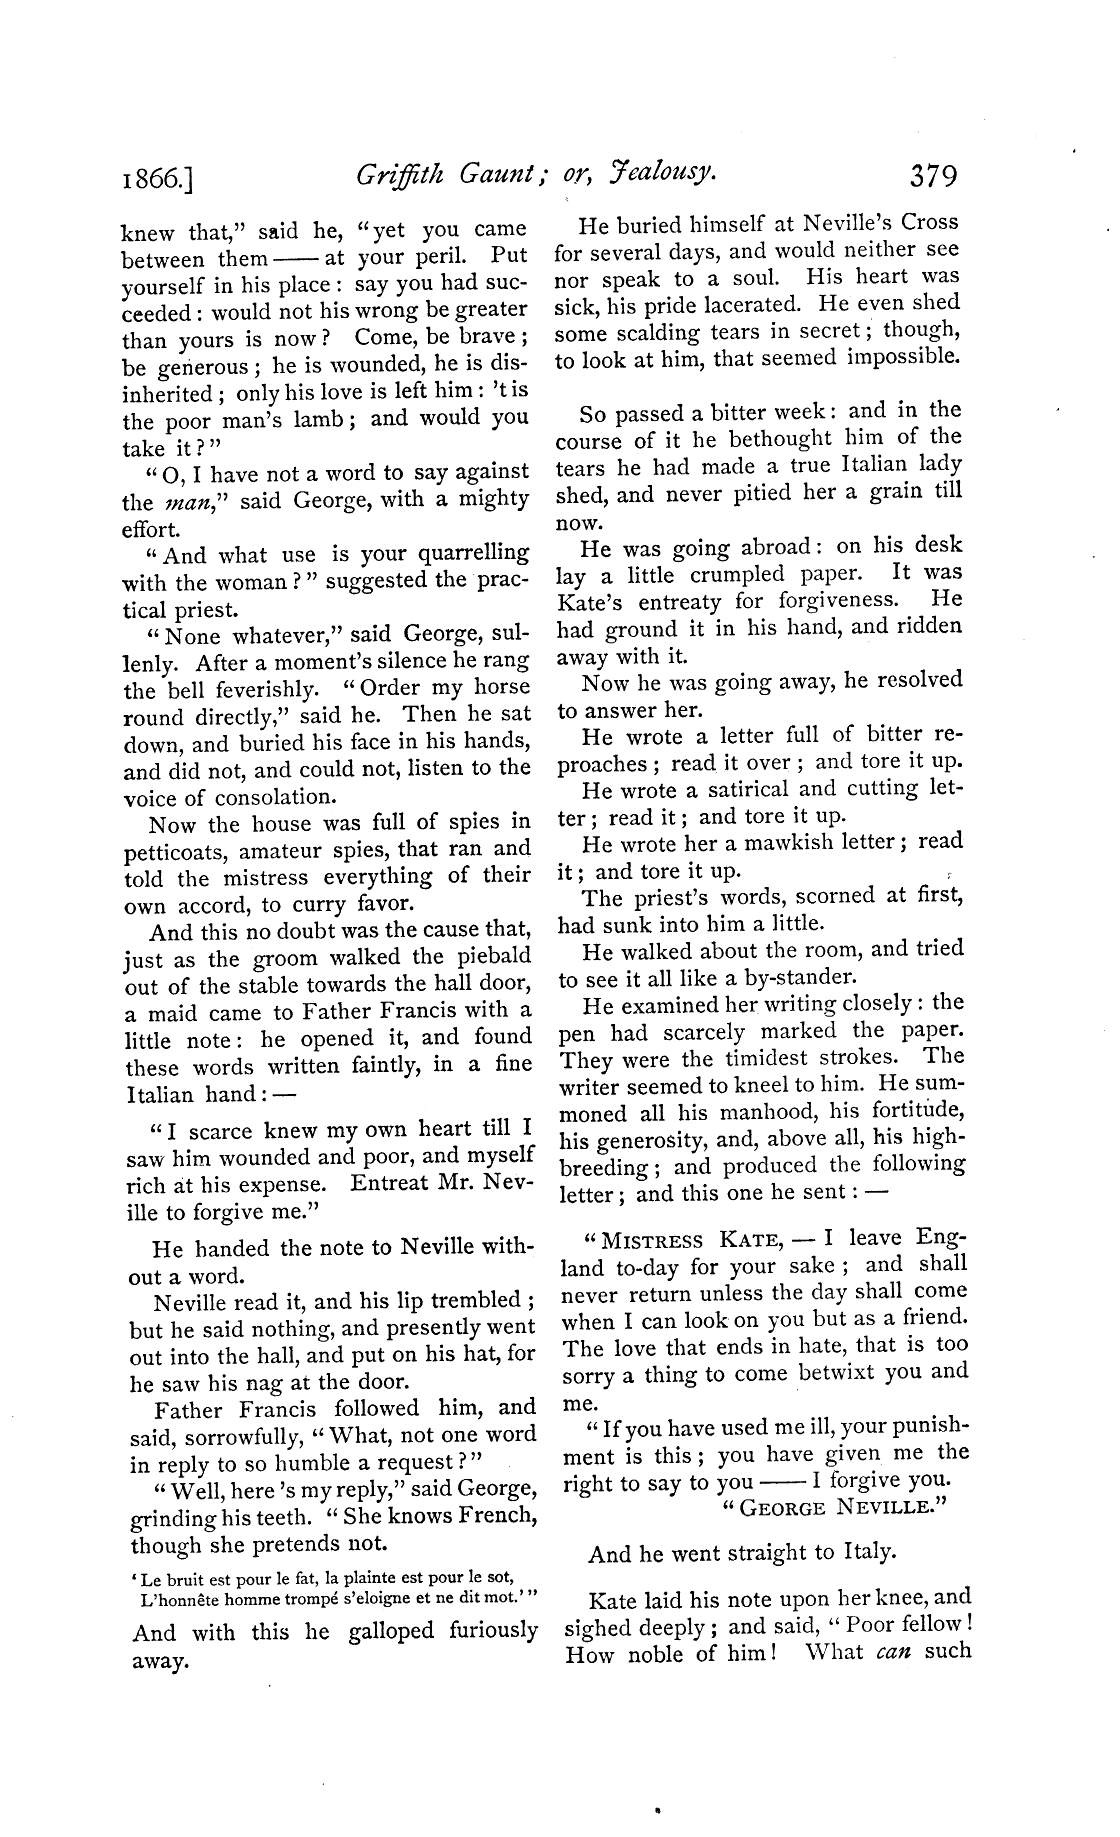 1866.] Griffith Gaunt; or, Jealousy. 379
knew that," said he, "yet you came
between them —— at your peril. Put
yourself in his place: say you had suc-
ceeded: would not his wrong be greater
than yours is now? Come, be brave;
be generous; he is wounded, he is dis-
inherited; only his love is left him: 't is
the poor man's lamb; and would you
take it?"
"O, I have not a word to say against
the man," said George, with a mighty
effort.
"And what use is your quarrelling
with the woman?" suggested the prac-
tical priest.
"None whatever," said George, sul-
lenly. After a moment's silence he rang
the bell feverishly. "Order my horse
round directly," said he. Then he sat
down, and buried his face in his hands,
and did not, and could not, listen to the
voice of consolation.
Now the house was full of spies in
petticoats, amateur spies, that ran and
told the mistress everything of their
own accord, to curry favor.
And this no doubt was the cause that,
just as the groom walked the piebald
out of the stable towards the hall door,
a maid came to Father Francis with a
little note: he opened it, and found
these words written faintly, in a fine
Italian hand:—
"I scarce knew my own heart till I
saw him wounded and poor, and myself
rich at his expense. Entreat Mr. Nev-
ille to forgive me."
He handed the note to Neville with-
out a word.
Neville read it, and his lip trembled;
but he said nothing, and presently went
out into the hall, and put on his hat, for
he saw his nag at the door.
Father Francis followed him, and
said, sorrowfully, "What, not one word
in reply to so humble a request?"
"Well, here 's my reply," said George,
grinding his teeth. "She knows French,
though she pretends not.
'Le bruit est pour le fat, la plainte est pour le sot,
L'honnête homme trompé s'eloigne et ne dit mot.'"
And with this he galloped furiously
away.
He buried himself at Neville's Cross
for several days, and would neither see
nor speak to a soul. His heart was
sick, his pride lacerated. He even shed
some scalding tears in secret; though,
to look at him, that seemed impossible.
So passed a bitter week: and in the
course of it he bethought him of the
tears he had made a true Italian lady
shed, and never pitied her a grain till
now.
He was going abroad: on his desk
lay a little crumpled paper. It was
Kate's entreaty for forgiveness. He
had ground it in his hand, and ridden
away with it.
Now he was going away, he resolved
to answer her.
He wrote a letter full of bitter re-
proaches; read it over; and tore it up.
He wrote a satirical and cutting let-
ter; read it; and tore it up.
He wrote her a mawkish letter; read
it; and tore it up.
The priest's words, scorned at first,
had sunk into him a little.
He walked about the room, and tried
to see it all like a by-stander.
He examined her writing closely: the
pen had scarcely marked the paper.
They were the timidest strokes. The
writer seemed to kneel to him. He sum-
moned all his manhood, his fortitude,
his generosity, and, above all, his high-
breeding; and produced the following
letter; and this one he sent:—
"MISTRESS KATE,— I leave Eng-
land to-day for your sake; and shall
never return unless the day shall come
when I can look on you but as a friend.
The love that ends in hate, that is too
sorry a thing to come betwixt you and
me.
"If you have used me ill, your punish-
ment is this; you have given me the
right to say to you —— I forgive you.
"GEORGE NEVILLE."
And he went straight to Italy.
Kate laid his note upon her knee, and
sighed deeply; and said, "Poor fellow!
How noble of him! What can such